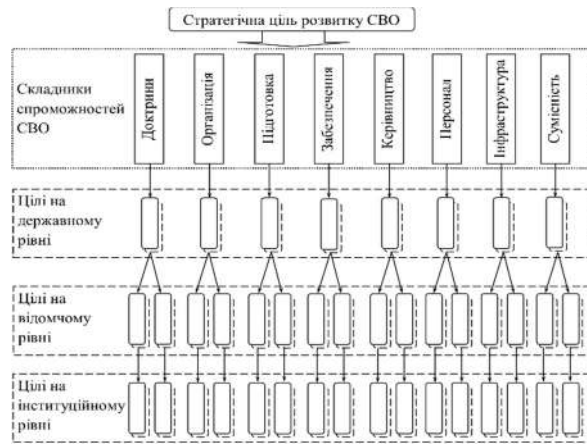 Стратегічна ціль розвитку СВО
Складники
спроможностей
СВО
Доктрини
Організація
Підготовка
Забезпечення
Керівництво
Персонал
Інфраструктура
Сумісність
Цілі на
державному
рівні
Цілі на
відомчому
рівні
Цілі на
інституційному
рівні